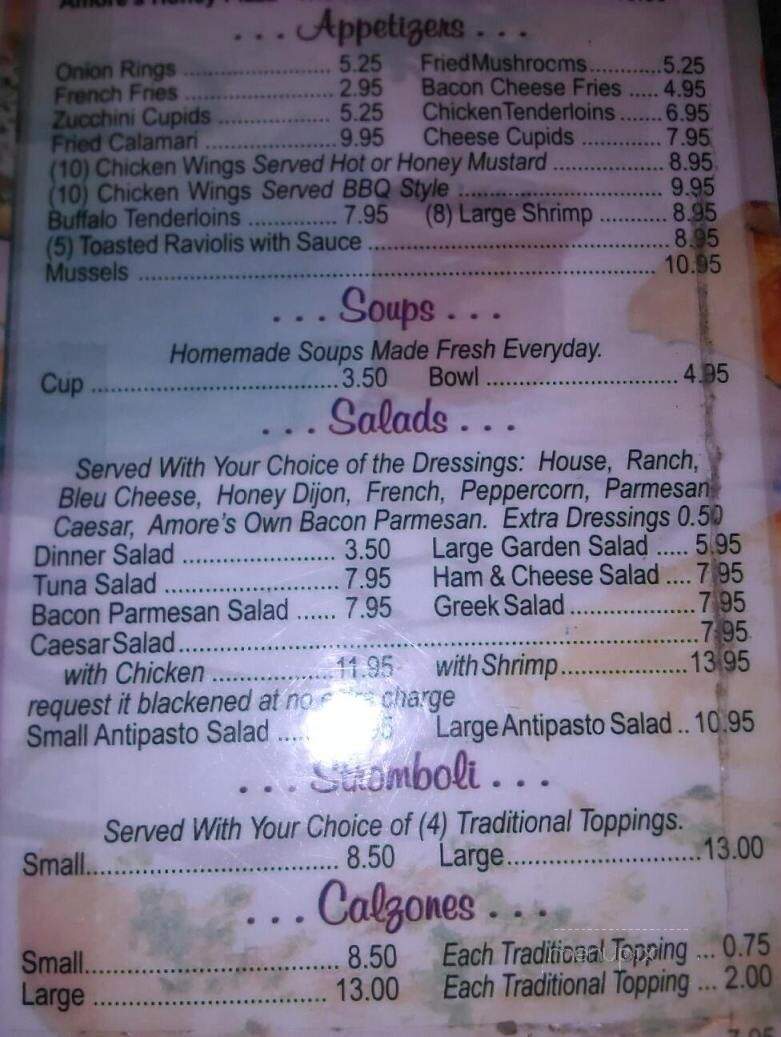 . . . Appetizers . . .
Onion Rings ........................ 5.25 Fried Mushrooms ............ 5.25
French Fries ........................ 2.95 Bacon Cheese Fries ..... 4.95
Zucchini Cupids .................. 5.25 Chicken Tenderloins ....... 6.95
Fried Calamari ..................... 9.95 Cheese Cupids ............. 7.95
(10) Chicken Wings Served Hot or Honey Mustard .................. 8.95
(10) Chicken Wings Served BBQ Style .......................................... 9.95
Buffalo Tenderloins ............. 7.95 (8) Large Shrimp ........... 8.95
(5) Toasted Raviolis with Sauce ................................................. 8.95
Mussels ..................................................................................... 10.95
. . . Soups . . .
Homemade Soups Made Fresh Everyday.
Cup ........................................ 3.50 Bowl ............................... 4.95
. . . Salads . . .
Served With Your Choice of the Dressings: House, Ranch,
Bleu Cheese, Honey Dijon, French, Peppercorn, Parmesan
Caesar, Amore's Own Bacon Parmesan. Extra Dressings 0.50
Dinner Salad ........................ 3.50 Large Garden Salad ..... 5.95
Tuna Salad ........................... 7.95 Ham & Cheese Salad .... 7.95
Bacon Parmesan Salad ...... 7.95 Greek Salad .................... 7.95
Caesar Salad .................................................................................. 7.95
with Chicken .................... 11.95 with Shrimp .................... 13.95
request it blackened at no charge
Small Antipasto Salad .... Large Antipasto Salad .. 10.95
. . . Stromboli . . .
Served With Your Choice of (4) Traditional Toppings.
Small ...................................... 8.50 Large ............................... 13.00
. . . Calzones . . .
Small ...................................... 8.50 Each Traditional Topping ... 0.75
Large .................................... 13.00 Each Traditional Topping ... 2.00